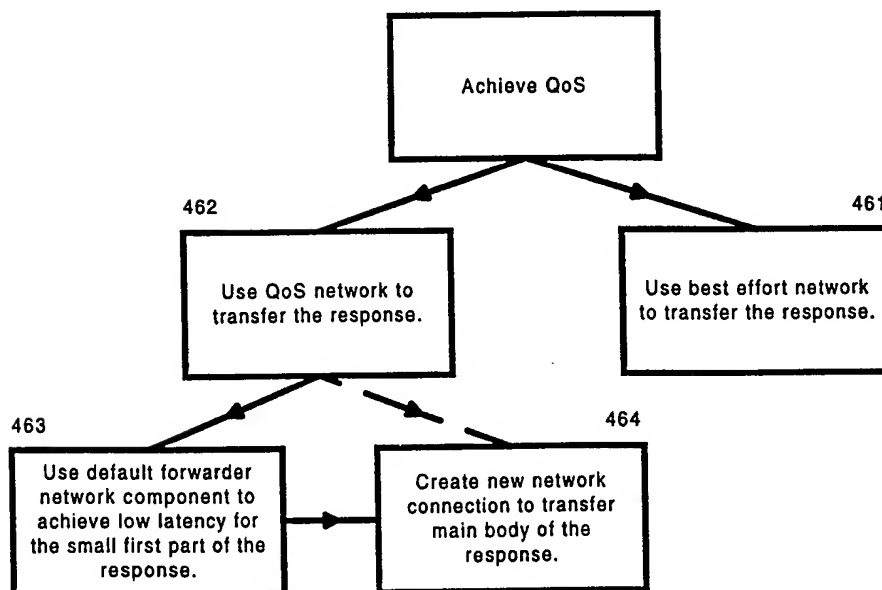 Achieve QoS
462
461
Use QoS network to
transfer the response.
Use best effort network
to transfer the response.
463
464
Use default forwarder
network component to
achieve low latency for
the small first part of the
response.
Create new network
connection to transfer
main body of the
response.